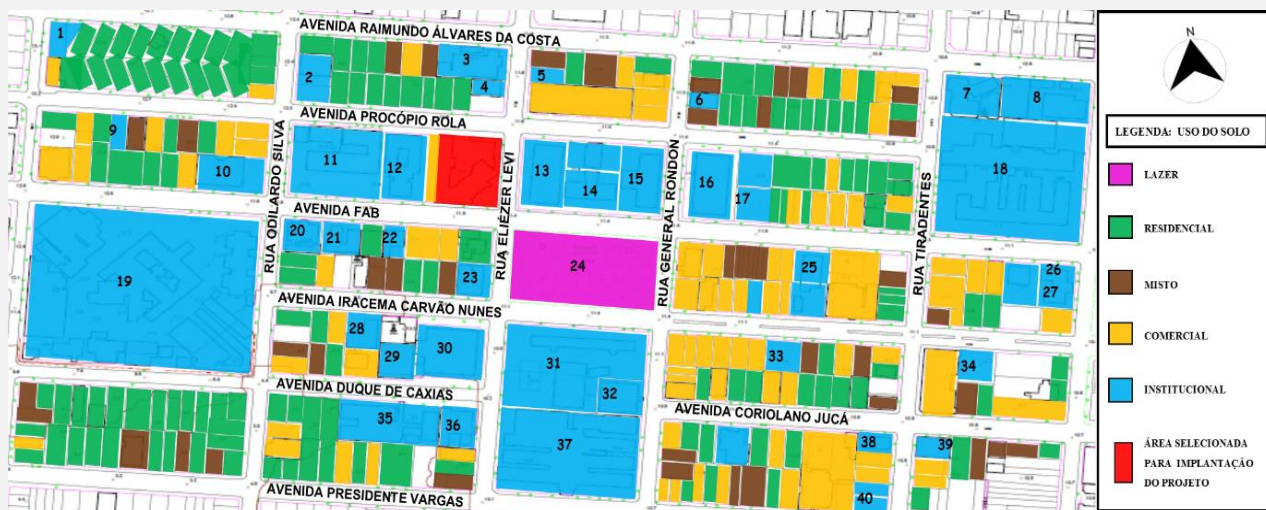 AVENIDA RAIMUNDO ÁLVARES DA COSTA
1
2
3
4
5
6
7
8
AVENIDA PROCÓPIO ROLA
9
10
11
12
13
14
15
16
17
18
RUA ODILARDO SILVA
RUA ELIÉZER LEVI
RUA GENERAL RONDON
RUA TIRADENTES
AVENIDA FAB
19
20
21
22
23
24
25
26
27
AVENIDA IRACEMA CARVÃO NUNES
28
29
30
31
32
33
34
AVENIDA DUQUE DE CAXIAS
AVENIDA CORIOLANO JUCÁ
35
36
37
38
39
40
AVENIDA PRESIDENTE VARGAS
N
LEGENDA: USO DO SOLO
LAZER
RESIDENCIAL
MISTO
COMERCIAL
INSTITUCIONAL
ÁREA SELECIONADA
PARA IMPLANTAÇÃO
DO PROJETO